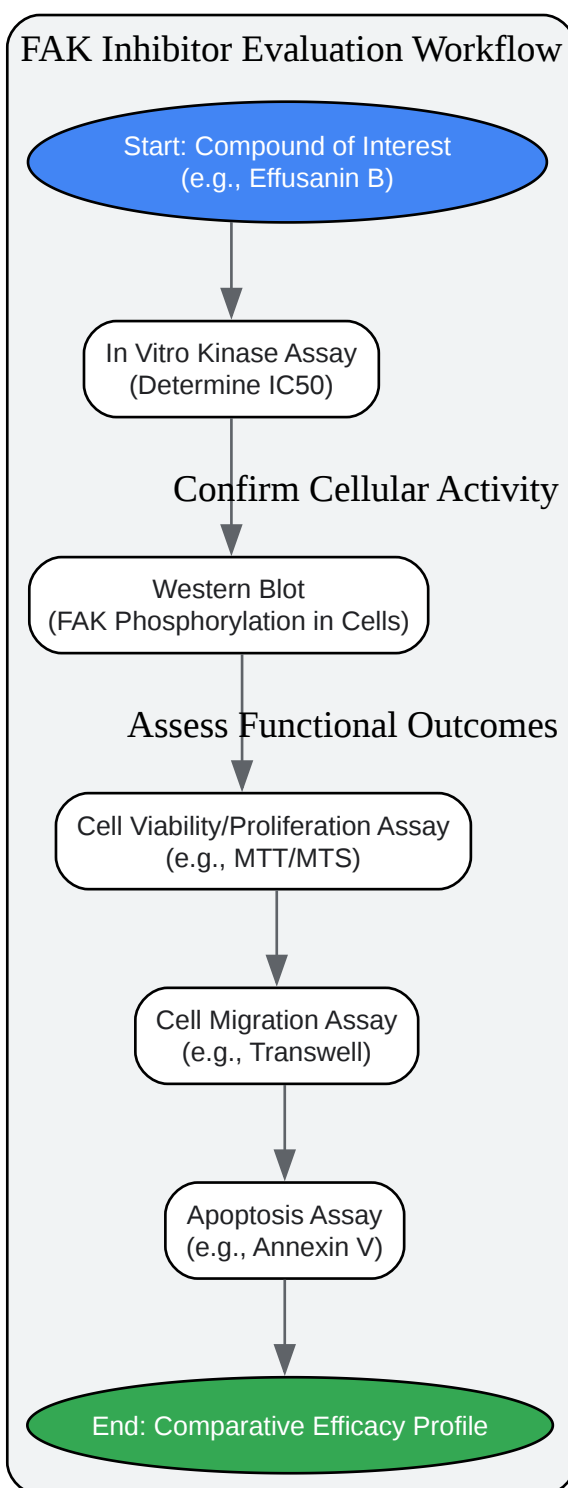 FAK Inhibitor Evaluation Workflow
Start: Compound of Interest
(e.g., Effusanin B)
In Vitro Kinase Assay
(Determine IC50)
Confirm Cellular Activity
Western Blot
(FAK Phosphorylation in Cells)
Assess Functional Outcomes
Cell Viability/Proliferation Assay
(e.g., MTT/MTS)
Cell Migration Assay
(e.g., Transwell)
Apoptosis Assay
(e.g., Annexin V)
End: Comparative Efficacy Profile